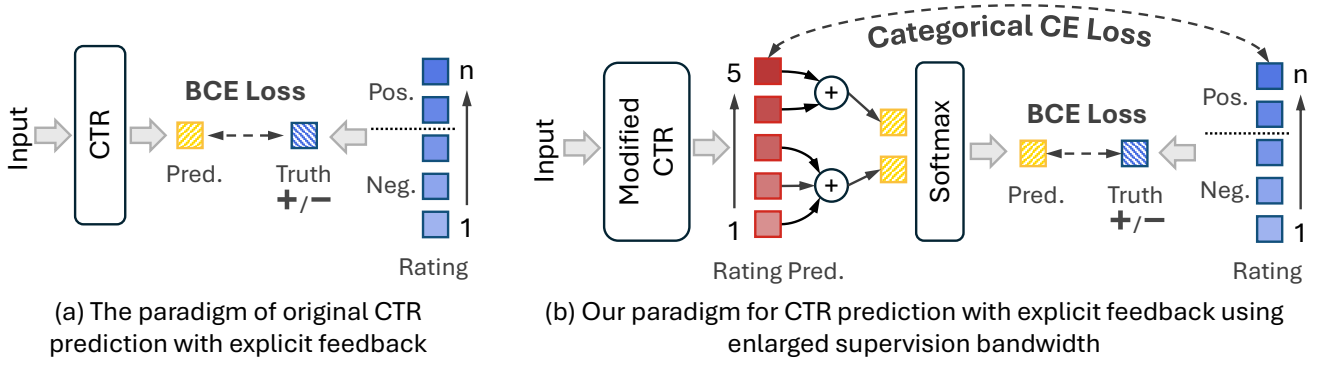 Input
CTR
BCE Loss
Pred.
Truth
+/−
Pos.
Neg.
n
1
Rating
(a) The paradigm of original CTR
prediction with explicit feedback
Categorical CE Loss
Input
Modified
CTR
5
1
+
+
Rating Pred.
Softmax
BCE Loss
Pred.
Truth
+/−
Pos.
Neg.
n
1
Rating
(b) Our paradigm for CTR prediction with explicit feedback using
enlarged supervision bandwidth